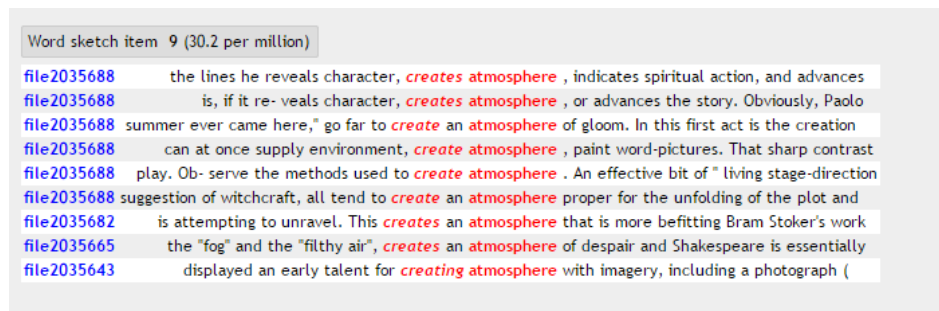 Word sketch item 9 (30.2 per million)
file2035688 the lines he reveals character, creates atmosphere , indicates spiritual action, and advances
file2035688 is, if it re- veals character, creates atmosphere , or advances the story. Obviously, Paolo
file2035688 summer ever came here," go far to create an atmosphere of gloom. In this first act is the creation
file2035688 can at once supply environment, create atmosphere , paint word-pictures. That sharp contrast
file2035688 play. Ob- serve the methods used to create atmosphere . An effective bit of " living stage-direction
file2035688 suggestion of witchcraft, all tend to create an atmosphere proper for the unfolding of the plot and
file2035682 is attempting to unravel. This creates an atmosphere that is more befitting Bram Stoker's work
file2035665 the "fog" and the "filthy air", creates an atmosphere of despair and Shakespeare is essentially
file2035643 displayed an early talent for creating atmosphere with imagery, including a photograph (